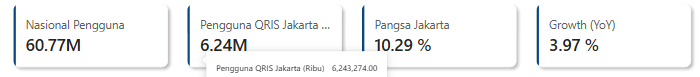 Nasional Pengguna
60.77M
Pengguna QRIS Jakarta ...
6.24M
Pangsa Jakarta
10.29 %
Growth (YoY)
3.97 %
Pengguna QRIS Jakarta (Ribu) 6,243,274.00